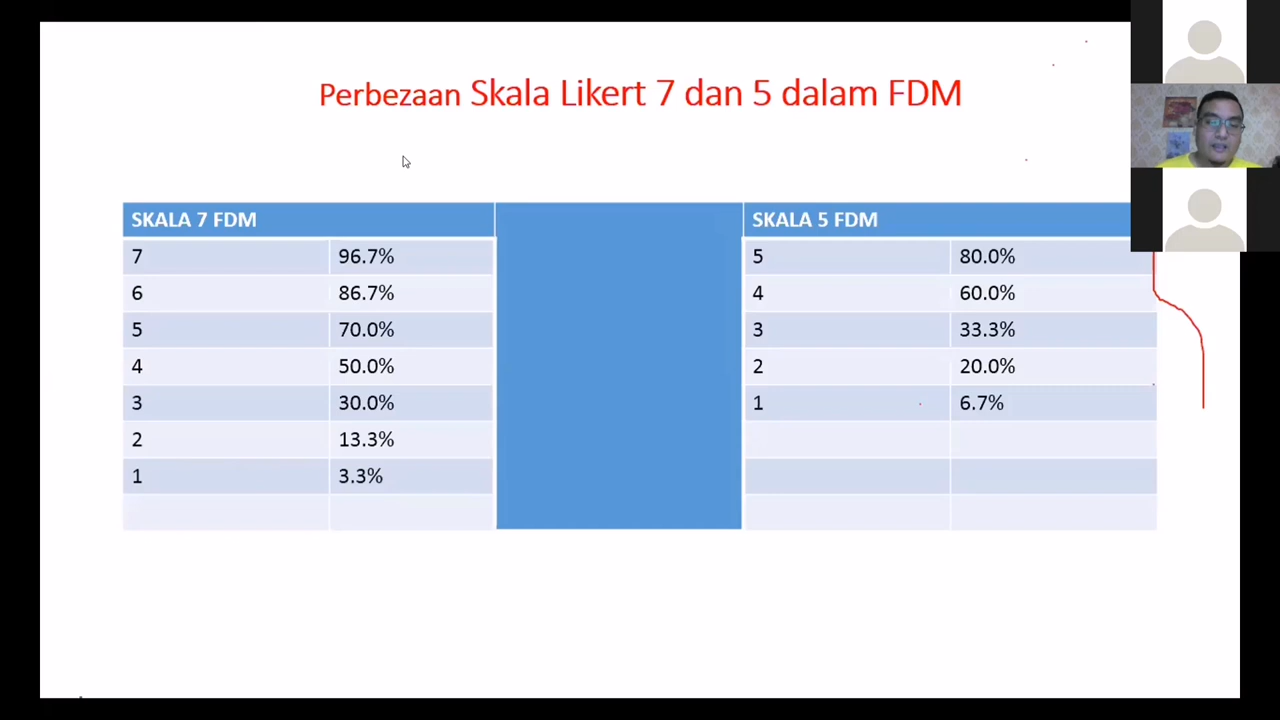 Perbezaan Skala Likert 7 dan 5 dalam FDM
SKALA 7 FDM SKALA 5 FDM
7 96.7% 5 80.0%
6 86.7% 4 60.0%
5 70.0% 3 33.3%
4 50.0% 2 20.0%
3 30.0% 1 6.7%
2 13.3%
1 3.3%